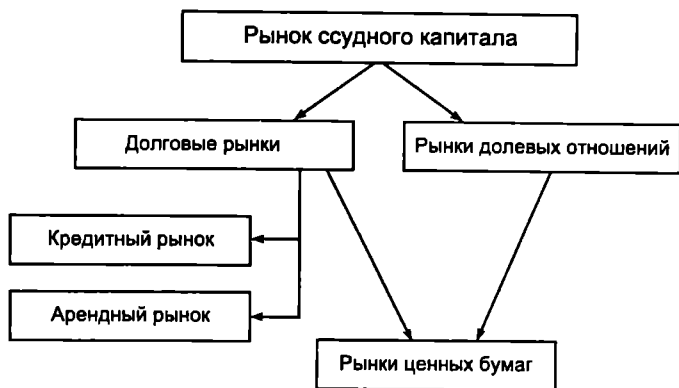 Рынок ссудного капитала
Долговые рынки
Рынки долевых отношений
Кредитный рынок
Арендный рынок
Рынки ценных бумаг